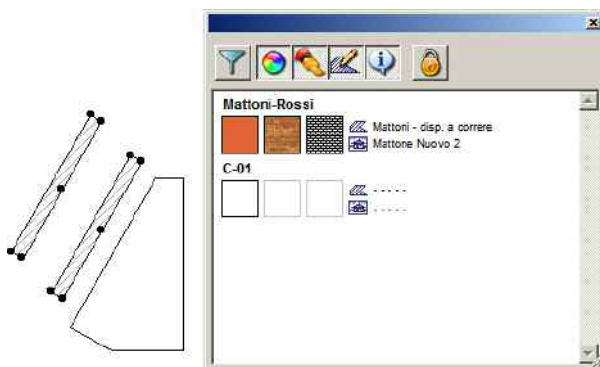 Mattoni-Rossi
Mattoni - disp. a correre
Mattone Nuovo 2
C-01
- - - - -
- - - - -